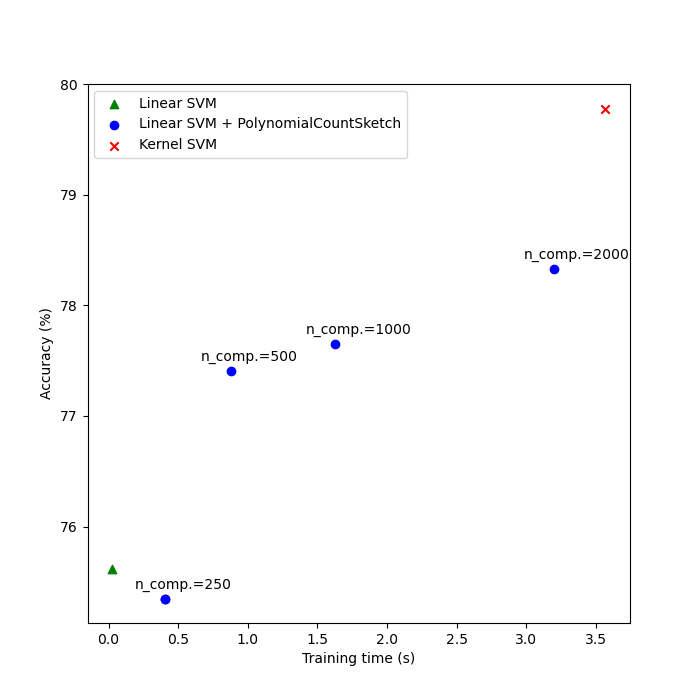 80
79
78
77
76
Accuracy (%)
Linear SVM
Linear SVM + PolynomialCountSketch
Kernel SVM
n_comp.=2000
n_comp.=1000
n_comp.=500
n_comp.=250
0.0 0.5 1.0 1.5 2.0 2.5 3.0 3.5
Training time (s)